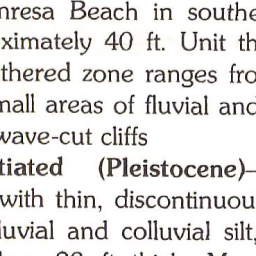 nresa Beach in southe
ximately 40 ft. Unit th
thered zone ranges fro
nall areas of fluvial and
wave-cut cliffs
tiated (Pleistocene)–
with thin, discontinuou
luvial and colluvial silt,